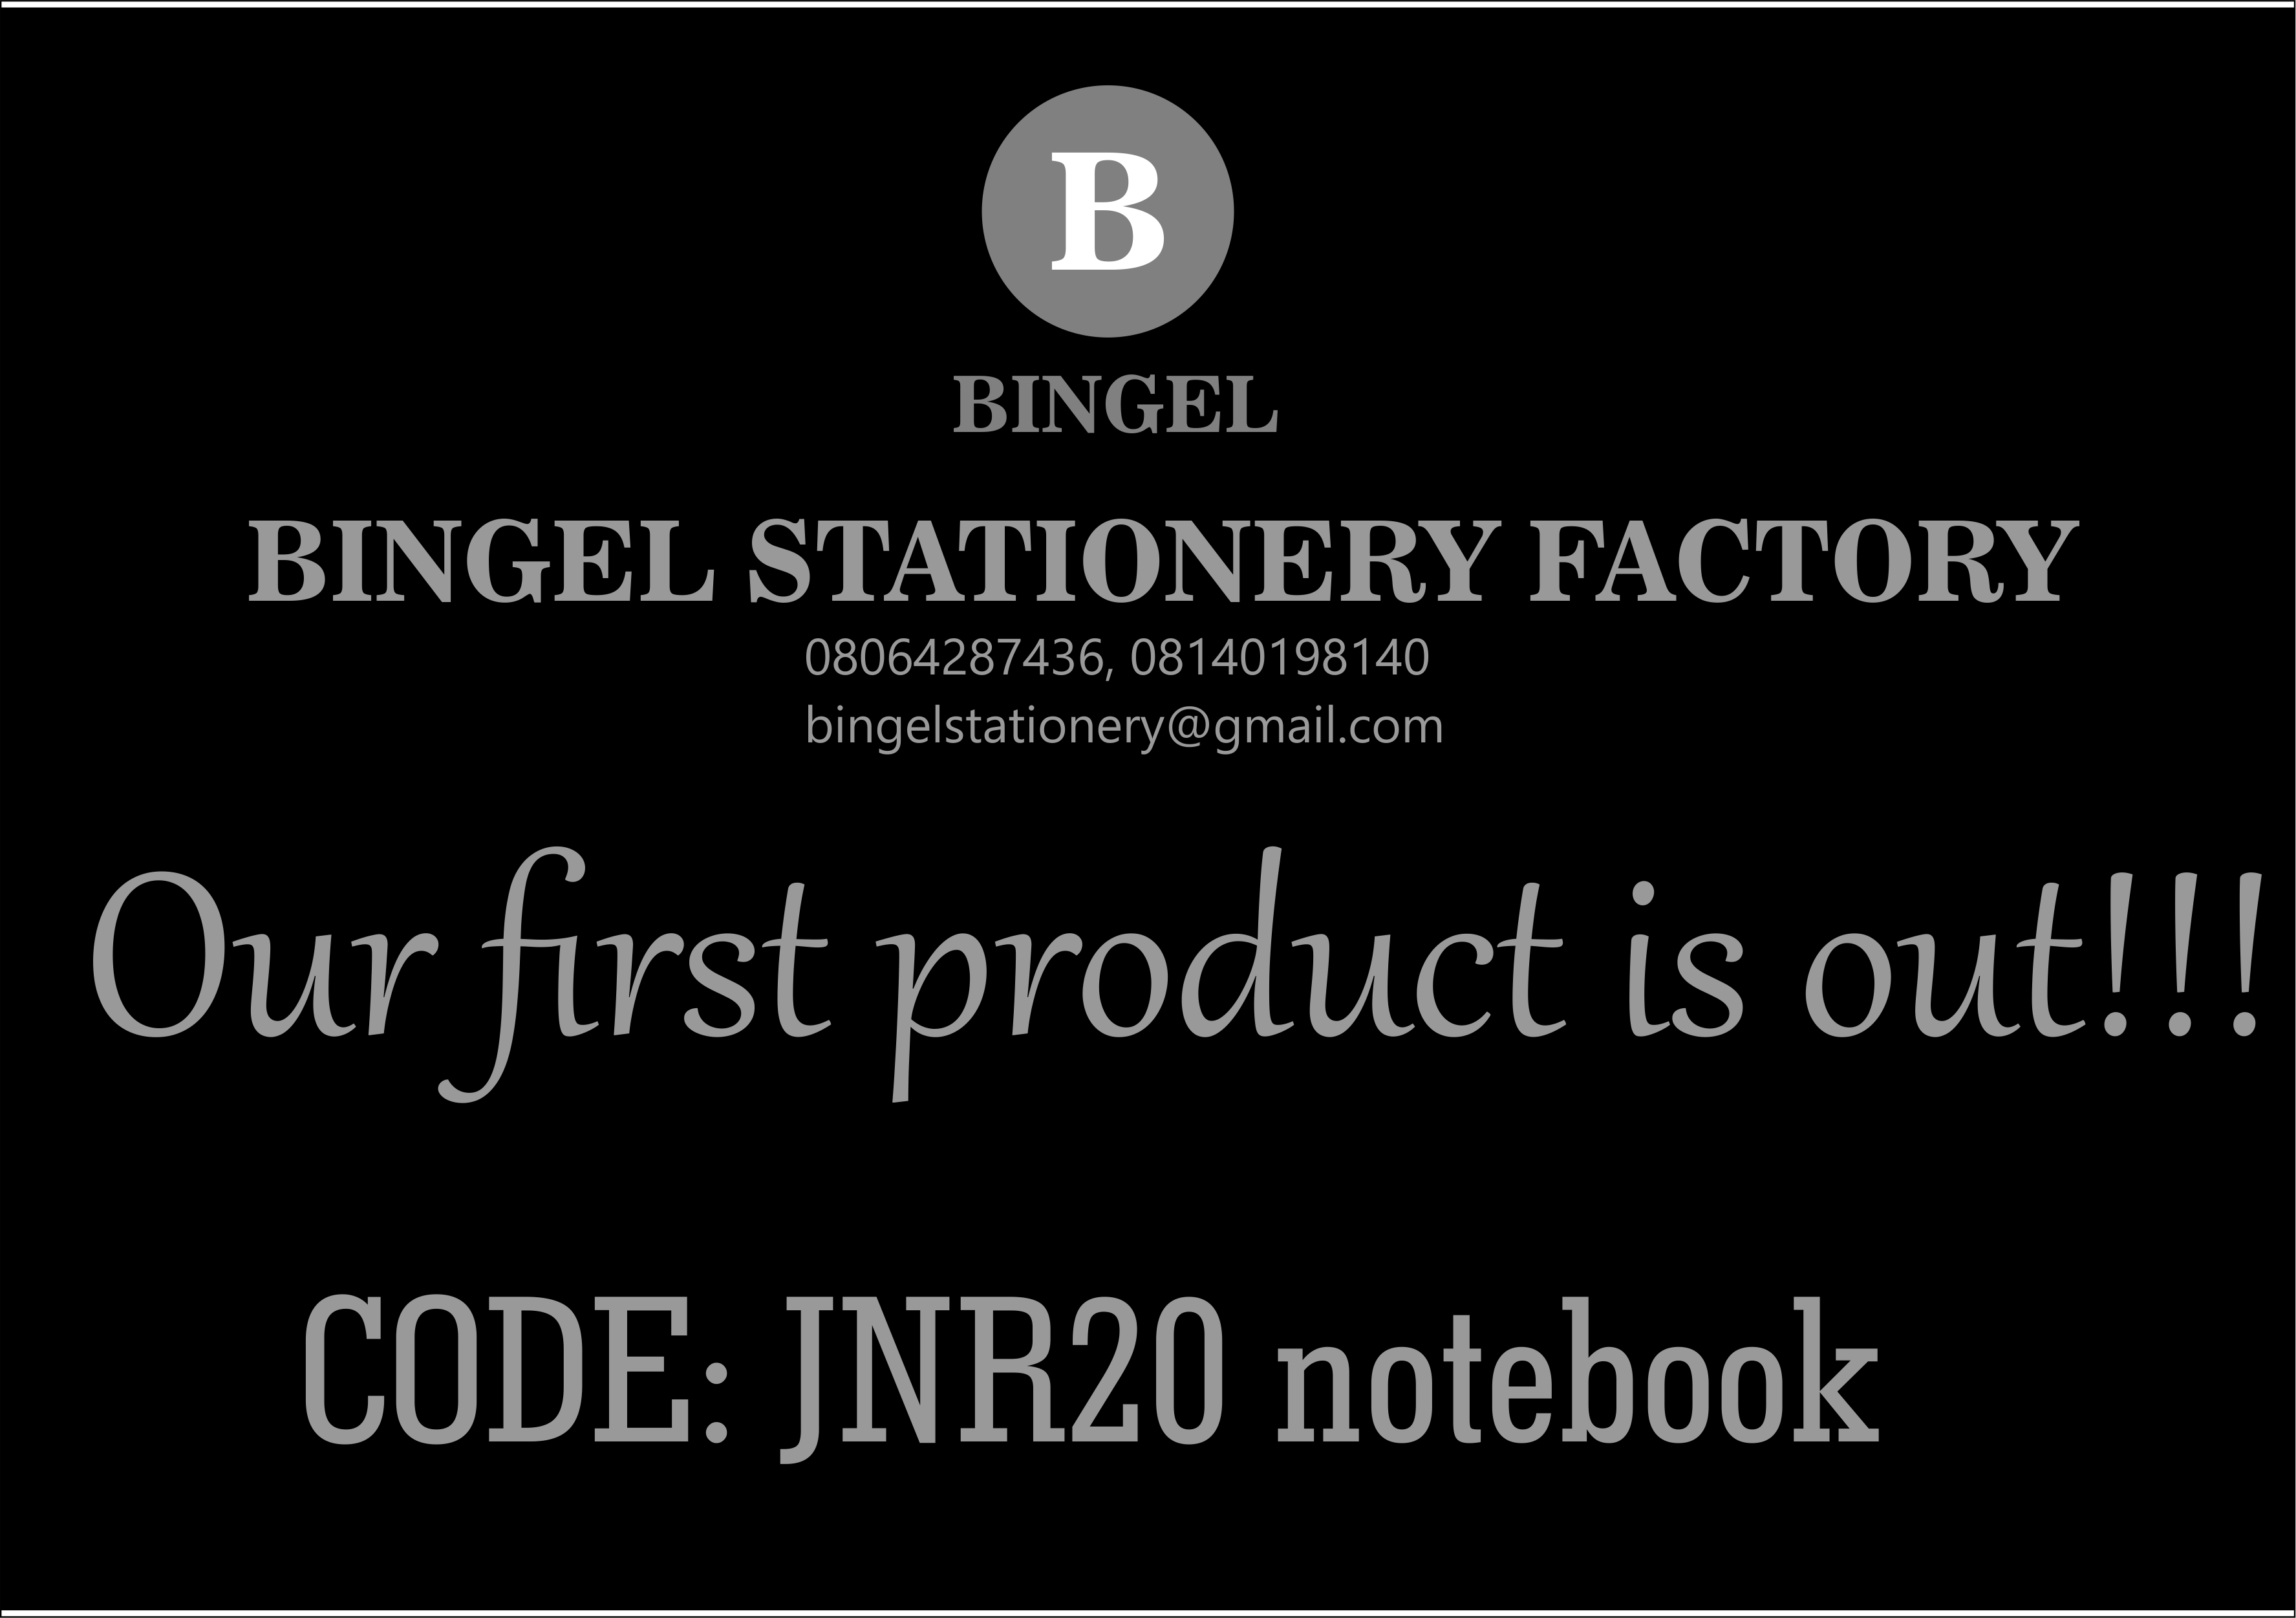 B
BINGEL
BINGEL STATIONERY FACTORY
08064287436, 08140198140
bingelstationery@gmail.com
Our first product is out!!!
CODE: JNR20 notebook